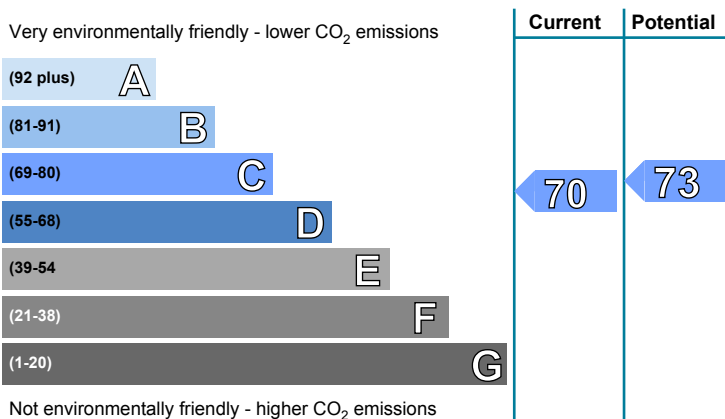 Very environmentally friendly - lower CO2 emissions
Current
Potential
(92 plus) A
(81-91) B
(69-80) C
(55-68) D
(39-54 E
(21-38) F
(1-20) G
70
73
Not environmentally friendly - higher CO2 emissions